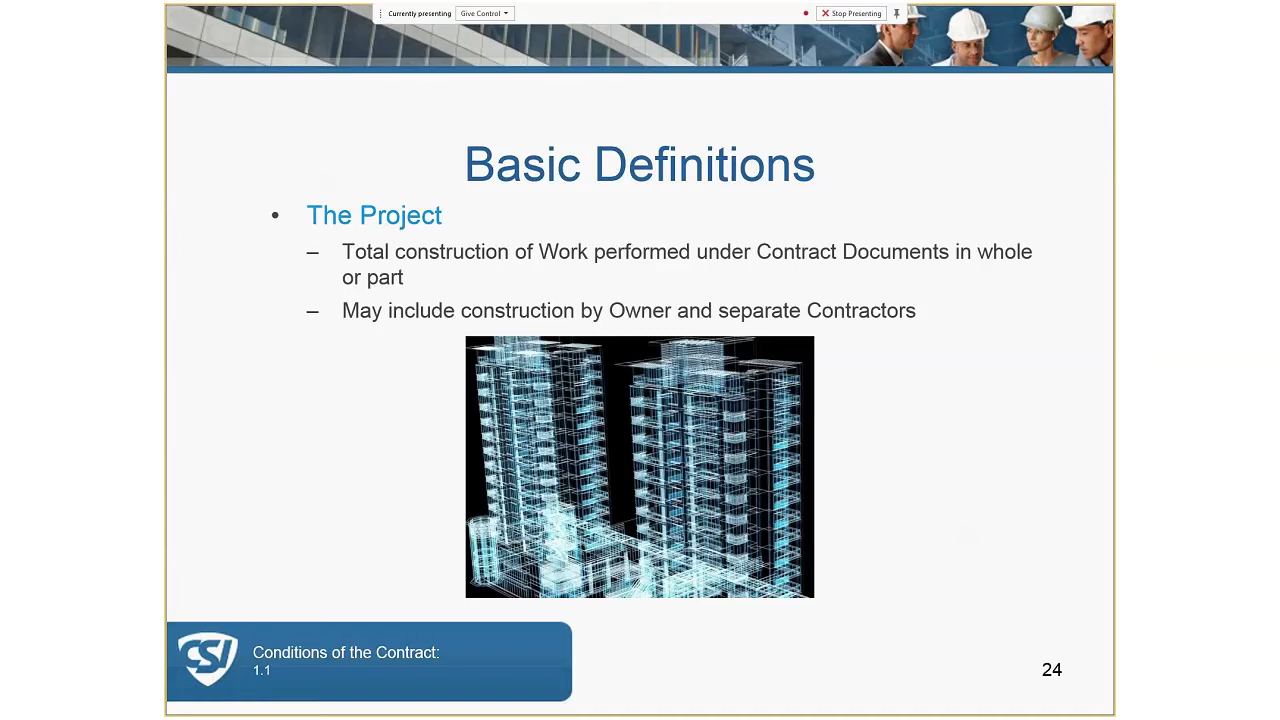 Currently presenting Give Control Stop Presenting
Basic Definitions
• The Project
– Total construction of Work performed under Contract Documents in whole
or part
– May include construction by Owner and separate Contractors
CSI
Conditions of the Contract:
1.1
24